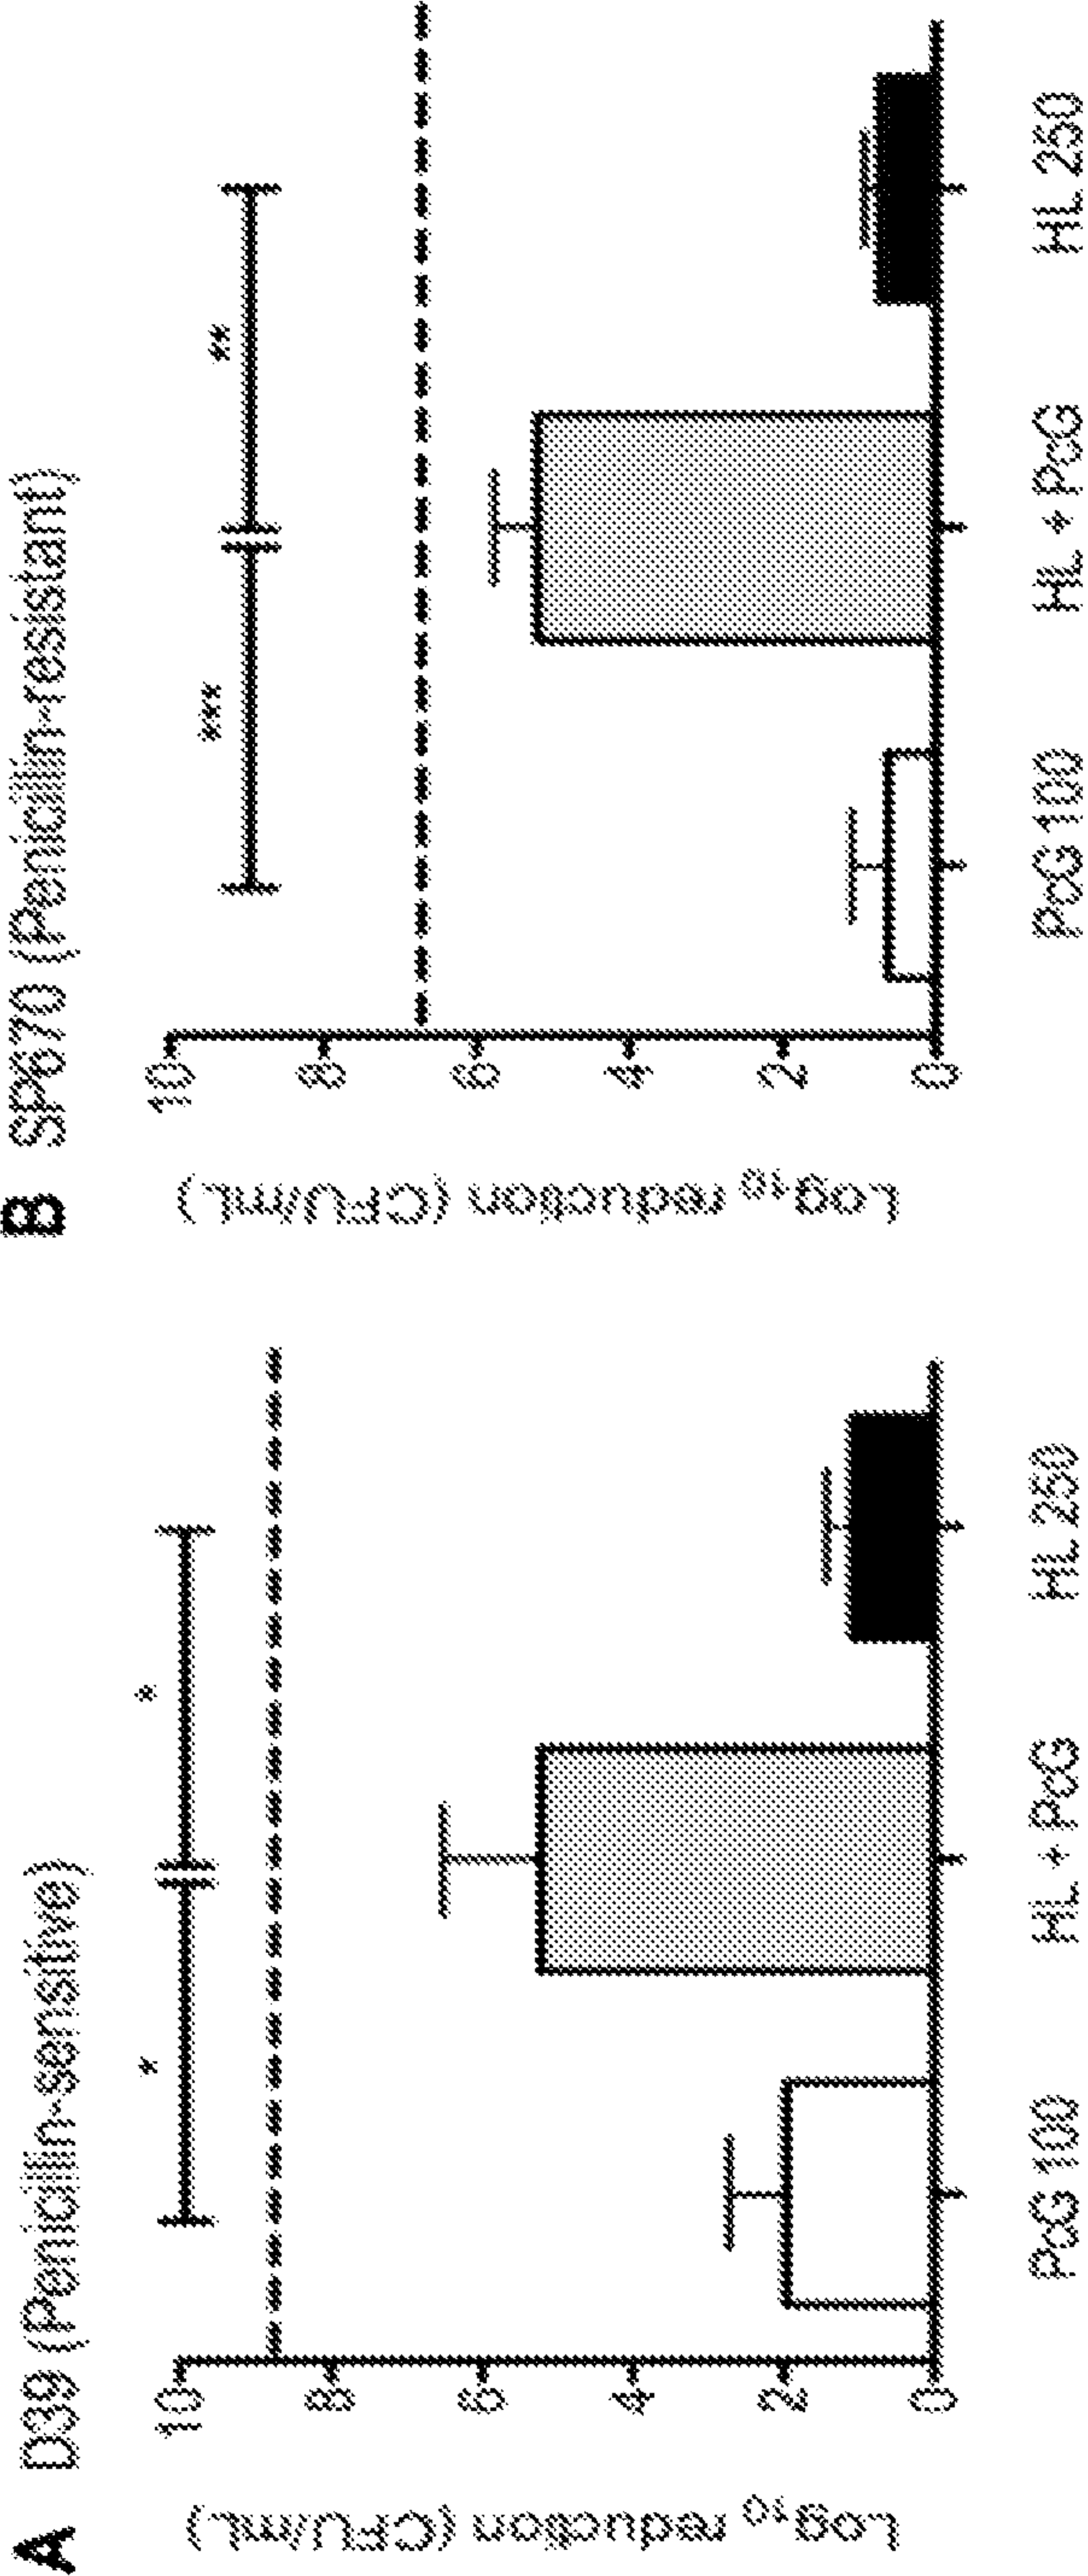 A D39 (Penicillin-sensitive)
Log10 reduction (CFU/mL)
10
8
6
4
2
0
* *
PcG 100 HL + PcG HL 250
B SP670 (Penicillin-resistant)
Log10 reduction (CFU/mL)
10
8
6
4
2
0
*** **
PcG 100 HL + PcG HL 250